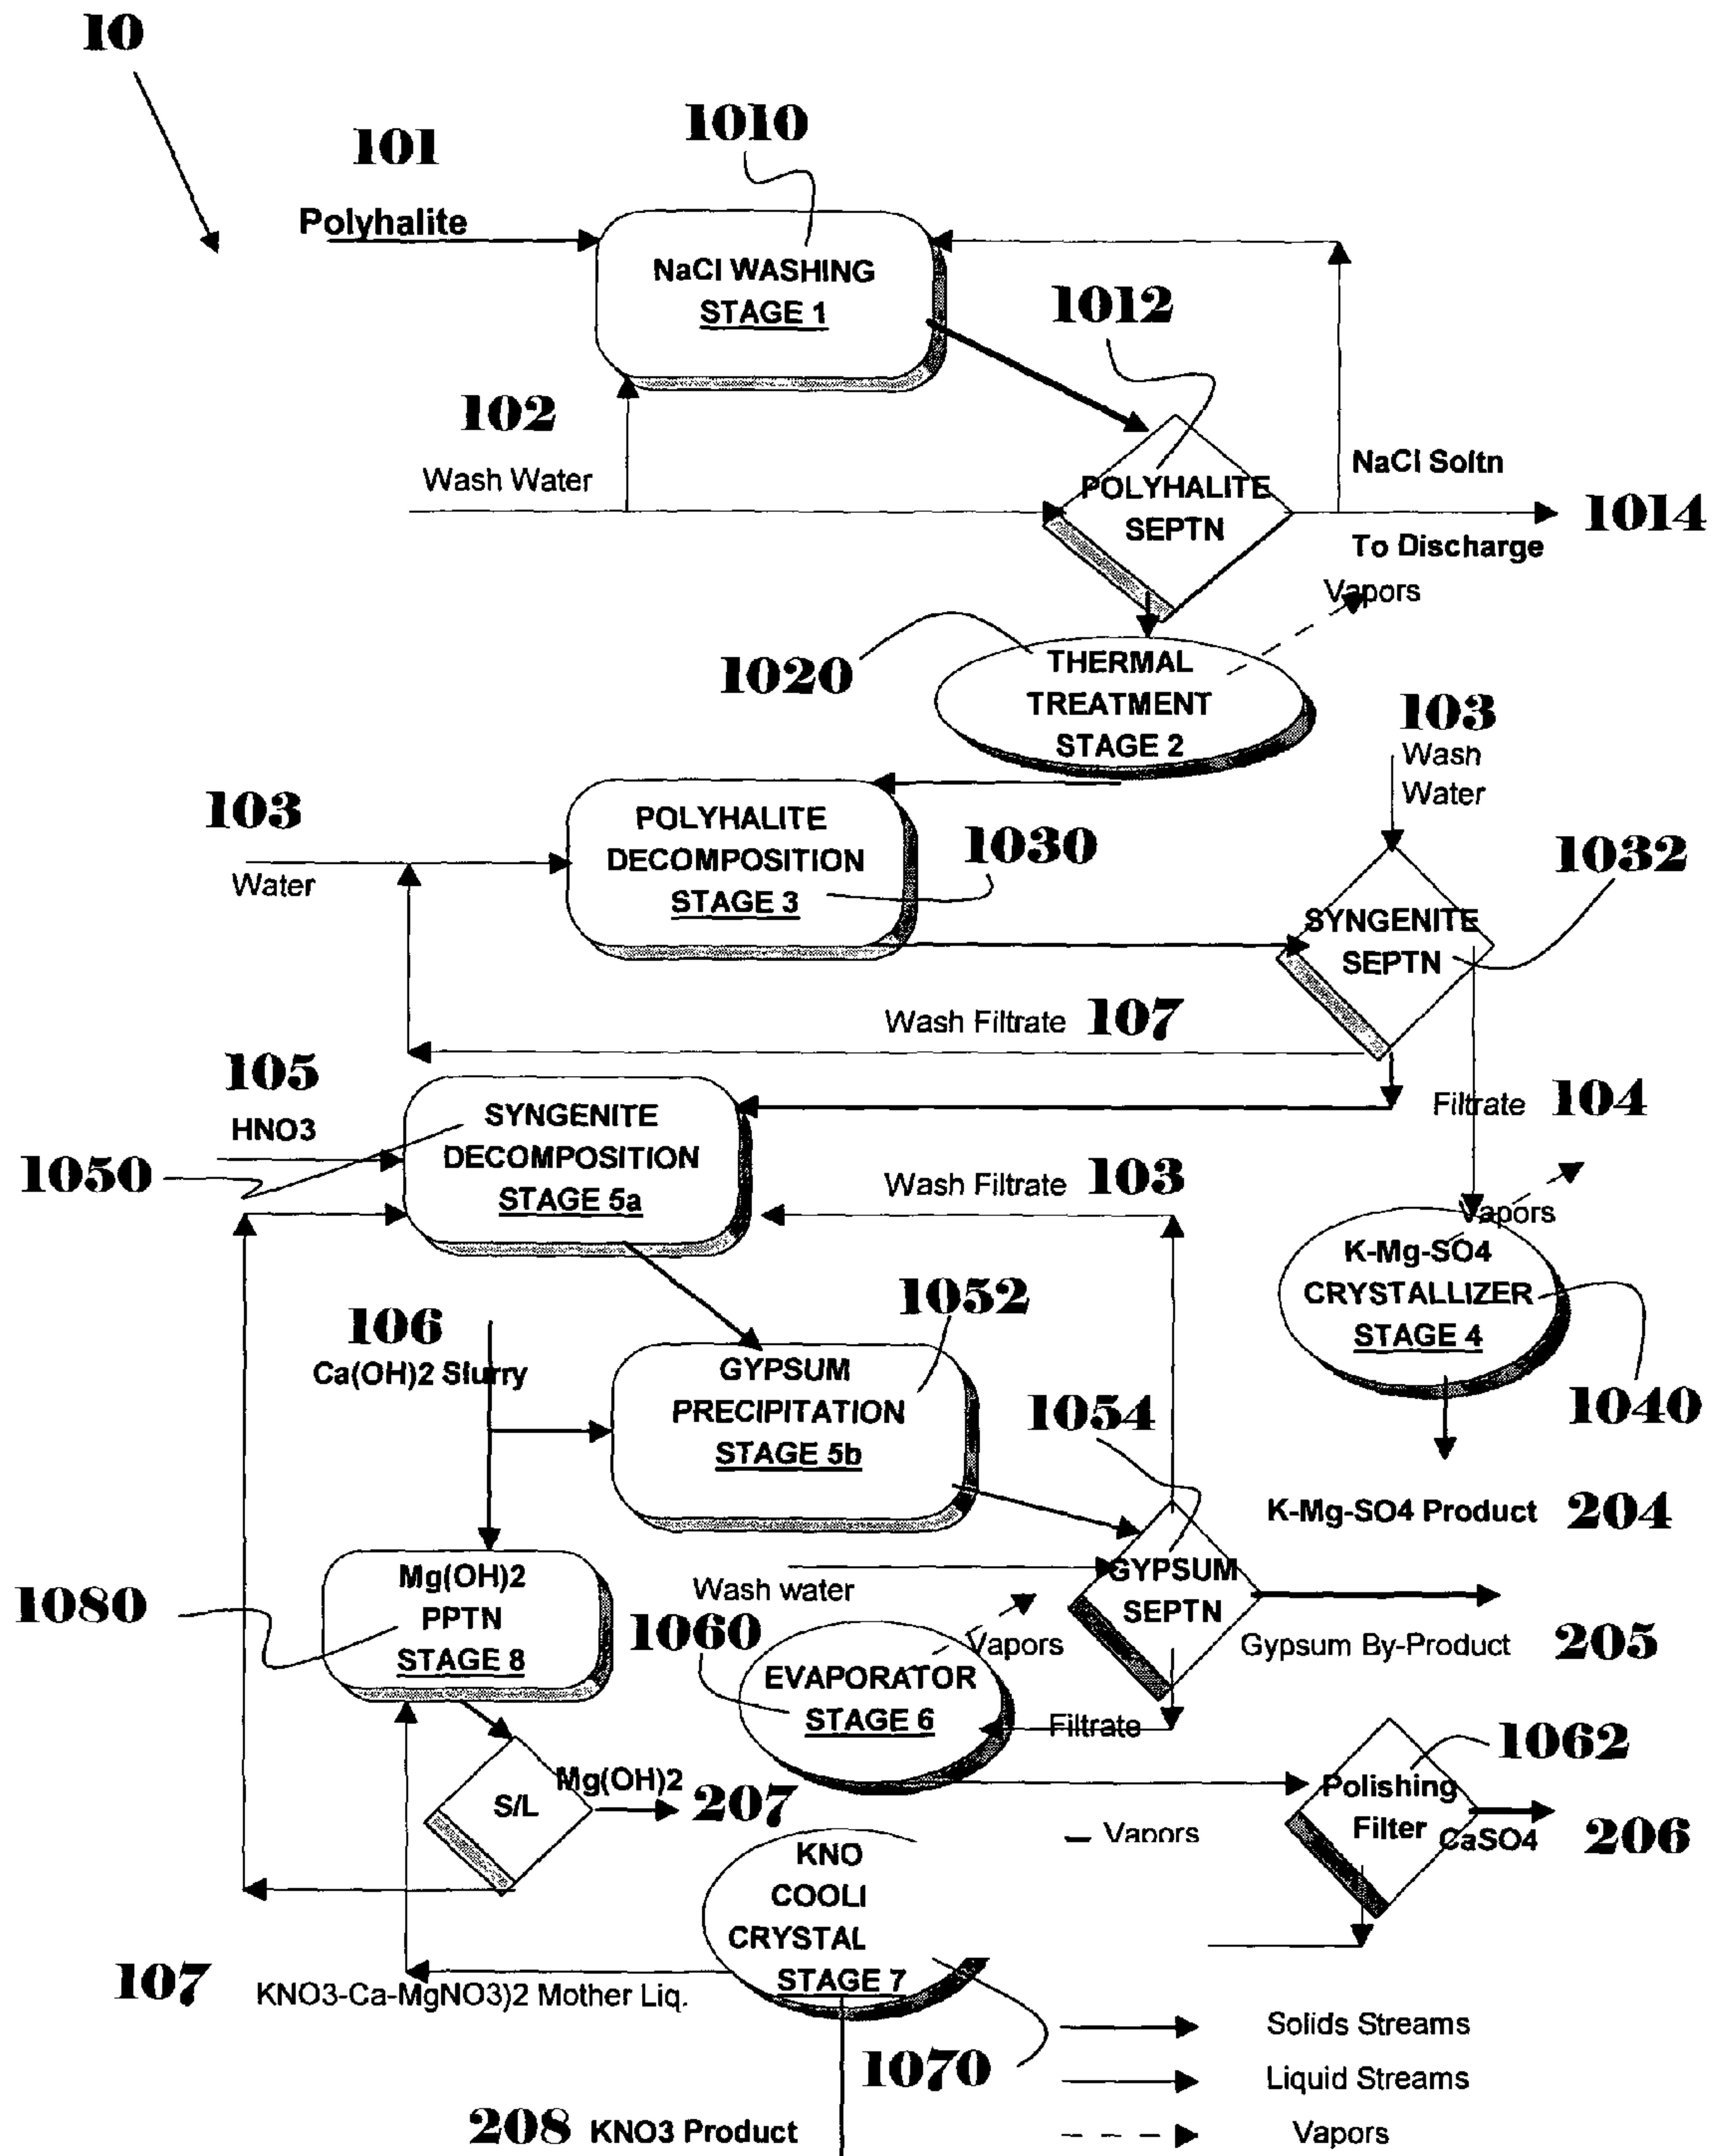 10
101
1010
Polyhalite
NaCl WASHING
STAGE 1
1012
102
Wash Water
POLYHALITE
SEPTN
NaCl Soltn
1014
To Discharge
Vapors
1020
THERMAL
TREATMENT
STAGE 2
103
Wash
Water
103
Water
POLYHALITE
DECOMPOSITION
STAGE 3
1030
1032
SYNGENITE
SEPTN
Wash Filtrate 107
105
HNO3
SYNGENITE
DECOMPOSITION
STAGE 5a
Filtrate 104
1050
Wash Filtrate 103
Vapors
K-Mg-SO4
CRYSTALLIZER
STAGE 4
1040
106
Ca(OH)2 Slurry
1052
GYPSUM
PRECIPITATION
STAGE 5b
1054
K-Mg-SO4 Product 204
Mg(OH)2
PPTN
STAGE 8
1080
Wash water
GYPSUM
SEPTN
1060
Vapors
Gypsum By-Product 205
EVAPORATOR
STAGE 6
Filtrate
1062
Mg(OH)2
S/L
207
Polishing
Filter
CaSO4 206
Vapors
KNO
COOLI
CRYSTAL
STAGE 7
107 KNO3-Ca-MgNO3)2 Mother Liq.
1070
Solids Streams
Liquid Streams
208 KNO3 Product
Vapors